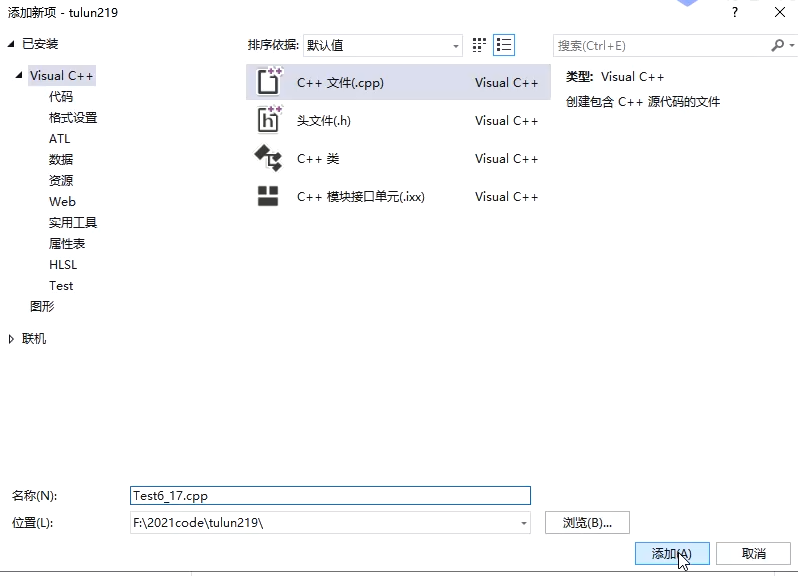 添加新项 - tulun219
?
已安装
排序依据: 默认值
搜索(Ctrl+E)
Visual C++
代码
格式设置
ATL
数据
资源
Web
实用工具
属性表
HLSL
Test
图形
联机
C++ 文件(.cpp) Visual C++
头文件(.h) Visual C++
C++ 类 Visual C++
C++ 模块接口单元(.ixx) Visual C++
类型: Visual C++
创建包含 C++ 源代码的文件
名称(N): Test6_17.cpp
位置(L): F:\2021code\tulun219\
浏览(B)...
添加(A) 取消